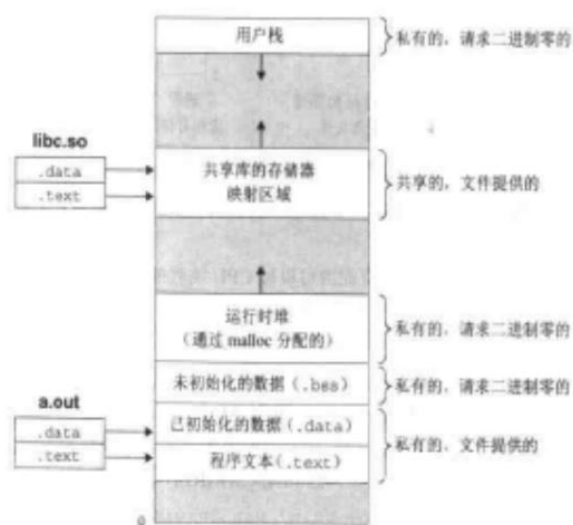 用户栈
私有的，请求二进制零的
libc.so
.data
.text
共享库的存储器
映射区域
共享的，文件提供的
运行时堆
（通过 malloc 分配的）
私有的，请求二进制零的
未初始化的数据（.bss）
私有的，请求二进制零的
a.out
.data
.text
已初始化的数据（.data）
程序文本（.text）
私有的、文件提供的
0